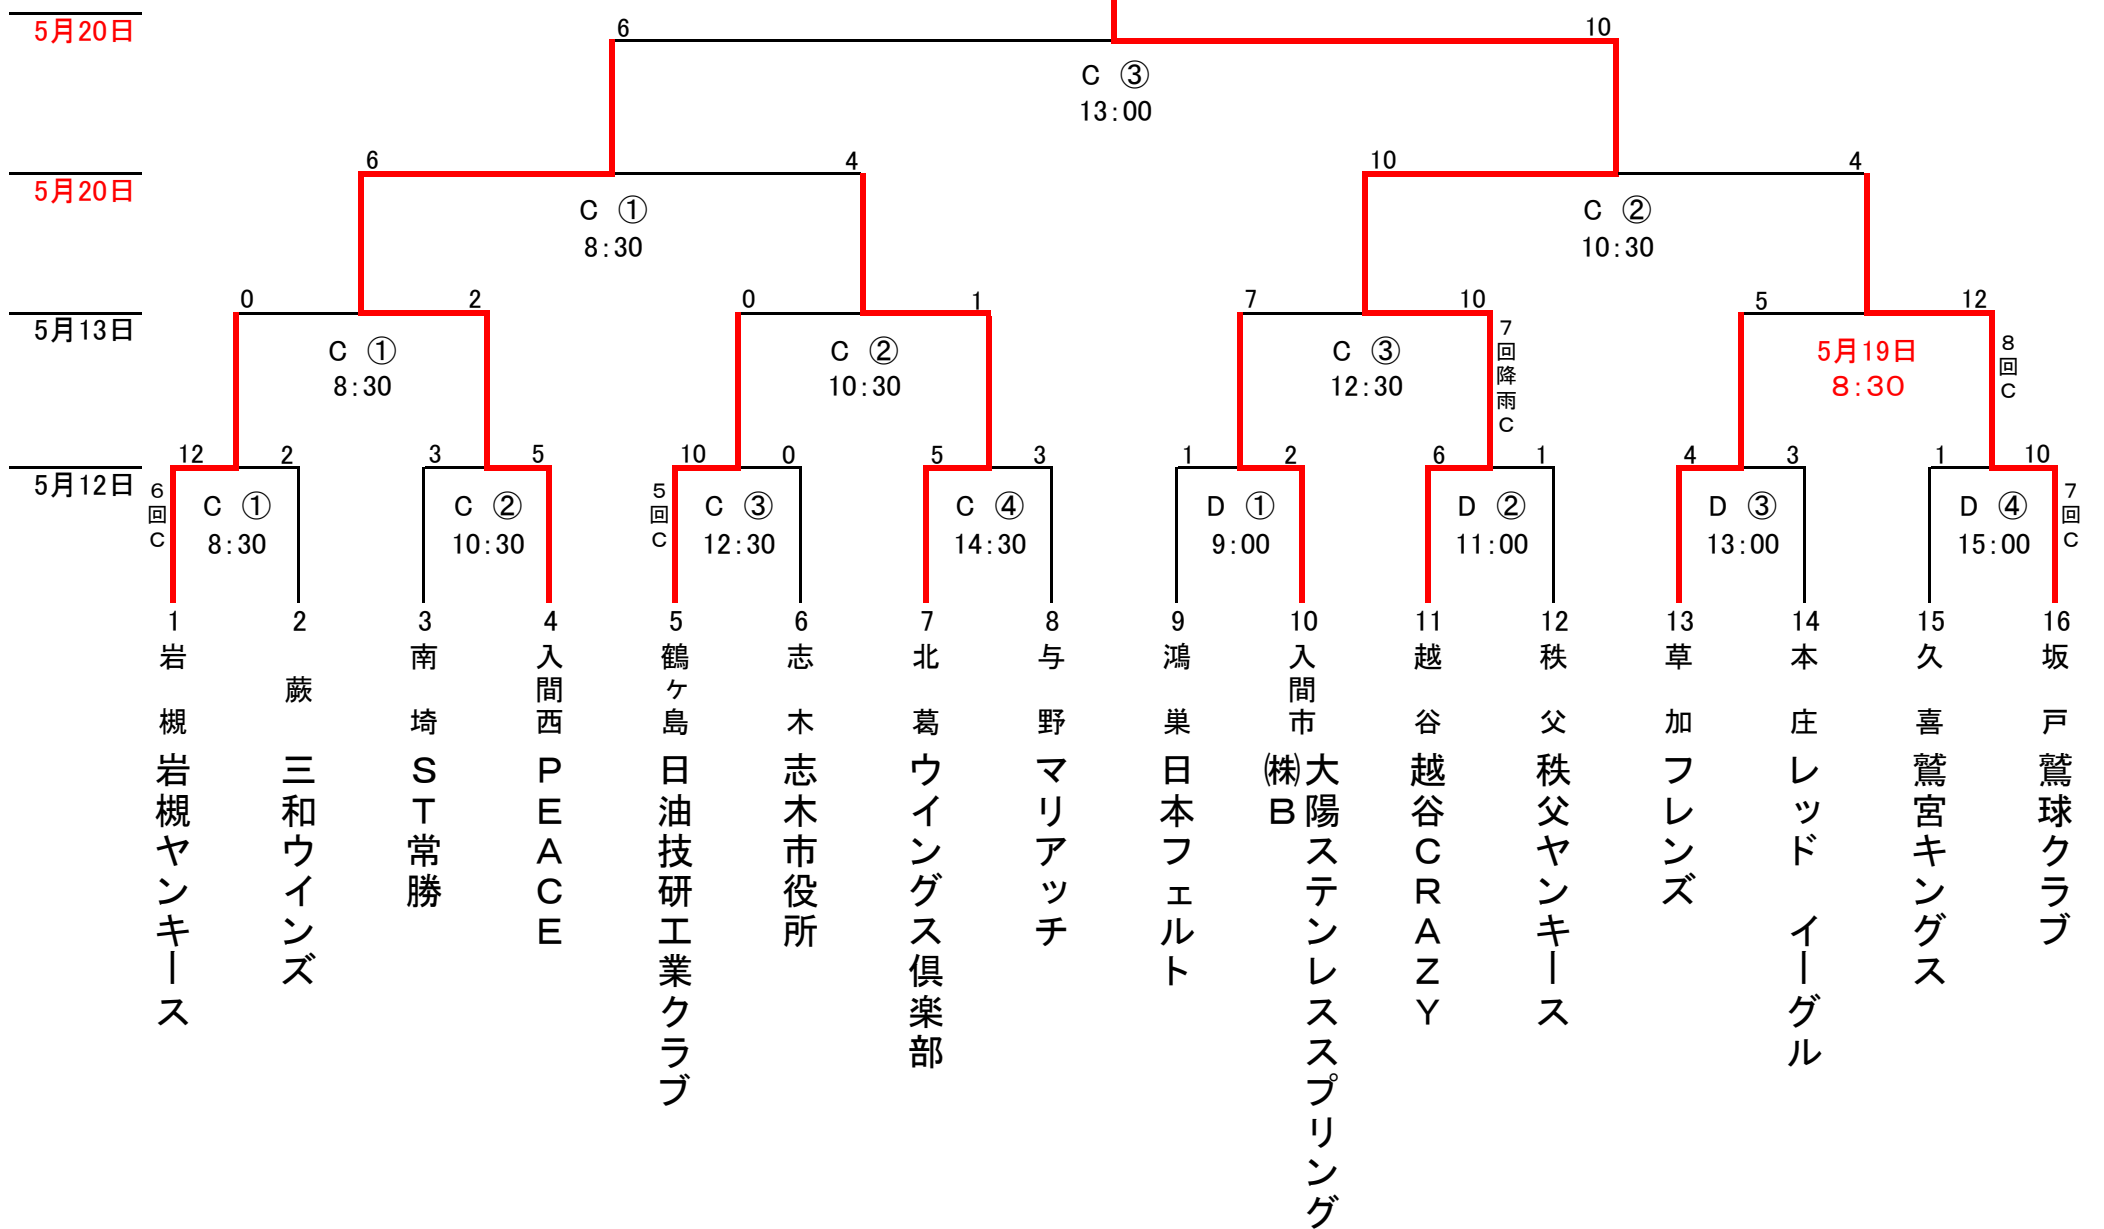 5月20日
6
10
C ③
13:00
5月20日
6
4
10
4
C ①
8:30
C ②
10:30
5月13日
0
2
0
1
7
10
5
12
C ①
8:30
C ②
10:30
C ③
12:30
7回降雨C
5月19日
8:30
8回C
5月12日
12
2
3
5
10
0
5
3
1
2
6
1
4
3
1
10
6回C
C ①
8:30
C ②
10:30
5回C
C ③
12:30
C ④
14:30
D ①
9:00
D ②
11:00
D ③
13:00
D ④
15:00
7回C
1
2
3
4
5
6
7
8
9
10
11
12
13
14
15
16
岩槻
蕨
南埼
入間西
鶴ヶ島
志木
北葛
与野
鴻巣
入間市
越谷
秩父
草加
本庄
久喜
坂戸
岩槻ヤンキース
三和ウインズ
ST常勝
PEACE
日油技研工業クラブ
志木市役所
ウイングス倶楽部
マリアッチ
日本フェルト
大陽ステンレススプリング
㈱B
越谷CRAZY
秩父ヤンキース
フレンズ
レッド イーグル
鷲宮キングス
鷲球クラブ